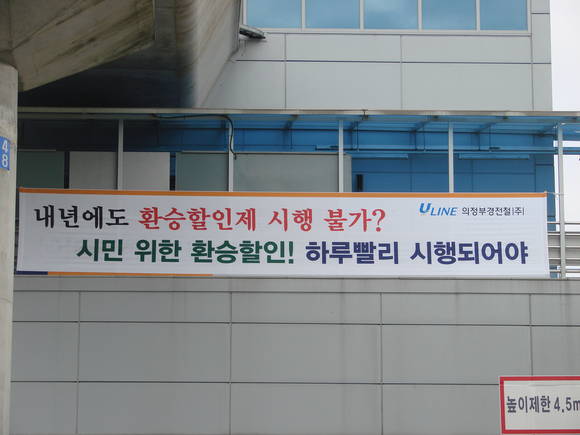 내년에도 환승할인제 시행 불가?
ULINE 의정부경전철(주)
시민 위한 환승할인! 하루빨리 시행되어야
48
높이제한 4.5m